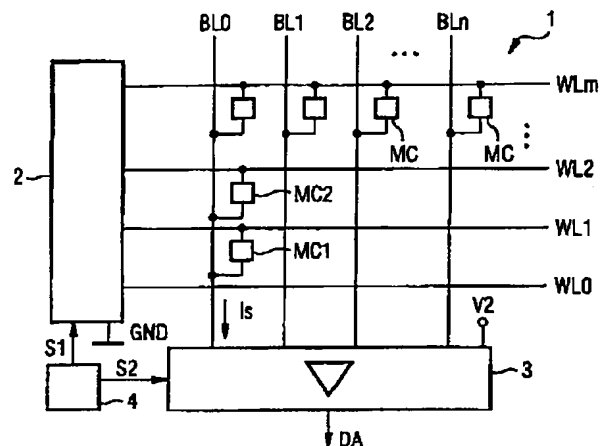 BL0 BL1 BL2 BLn 1
...
WLm
MC MC
...
2 WL2
MC2
WL1
MC1
WL0
Is V2
GND
S1
S2 3
4
DA